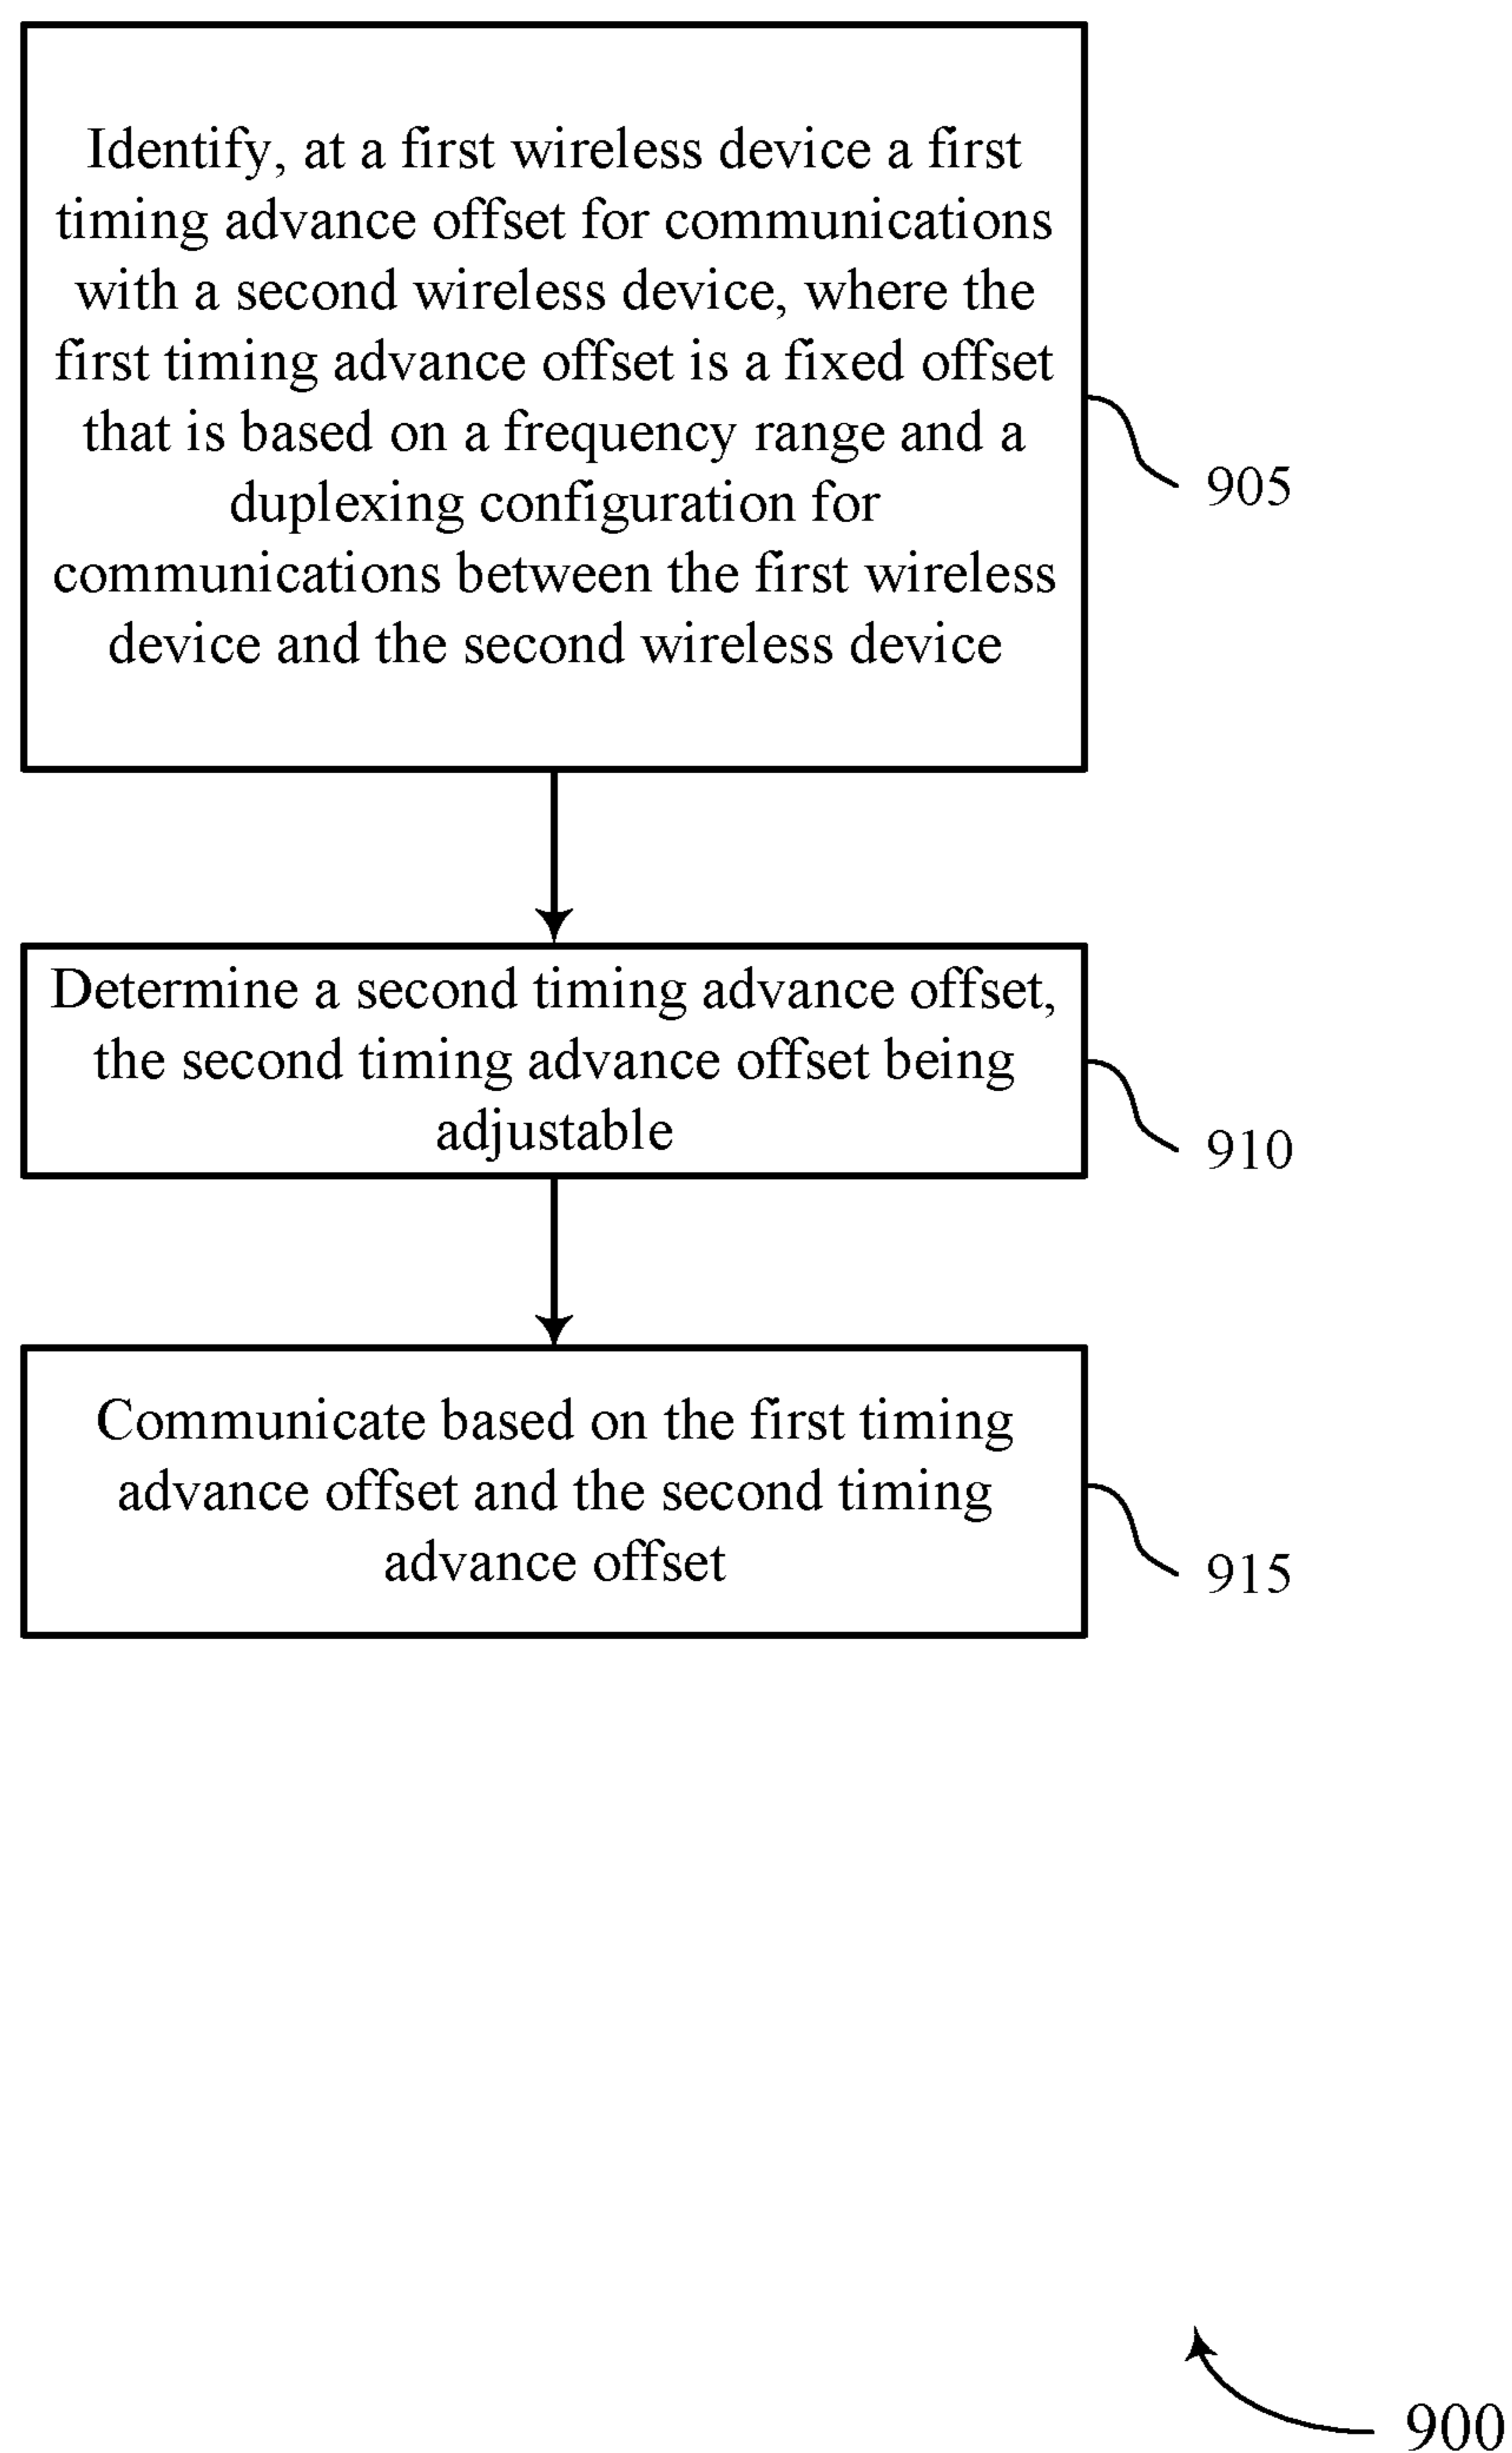 Identify, at a first wireless device a first
timing advance offset for communications
with a second wireless device, where the
first timing advance offset is a fixed offset
that is based on a frequency range and a
duplexing configuration for
communications between the first wireless
device and the second wireless device
905
Determine a second timing advance offset,
the second timing advance offset being
adjustable
910
Communicate based on the first timing
advance offset and the second timing
advance offset
915
900